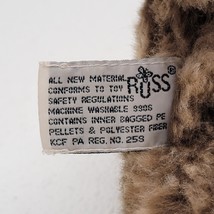 RUSS®
ALL NEW MATERIAL
CONFORMS TO TOY
SAFETY REGULATIONS
MACHINE WASHABLE 990S
CONTAINS INNER BAGGED PE
PELLETS & POLYESTER FIBER
KCF PA REG. NO. 259